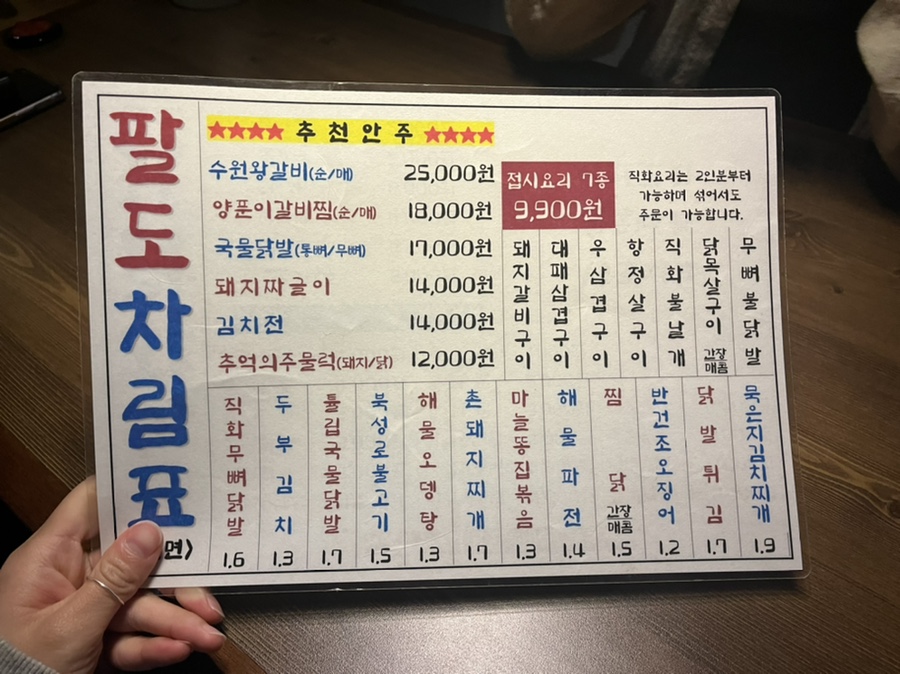 팔도차림표
면〉
★★★★ 추천안주 ★★★★
수원왕갈비(순/매) 25,000원
양푼이갈비찜(순/매) 18,000원
국물닭발(통뼈/무뼈) 17,000원
돼지짜글이 14,000원
김치전 14,000원
추억의주물럭(돼지/닭) 12,000원
접시요리 7종
9,900원
직화요리는 2인분부터
가능하며 섞어서도
주문이 가능합니다.
돼지갈비구이
대패삼겹구이
우삼겹구이
항정살구이
직화불날개
닭목살구이 간장 매콤
무뼈불닭발
직화무뼈닭발 1.6
두부김치 1.3
튤립국물닭발 1.7
북성로불고기 1.5
해물오뎅탕 1.3
촌돼지찌개 1.7
마늘똥집볶음 1.3
해물파전 1.4
찜닭 간장 매콤 1.5
반건조오징어 1.2
닭발튀김 1.7
묵은지김치찌개 1.9